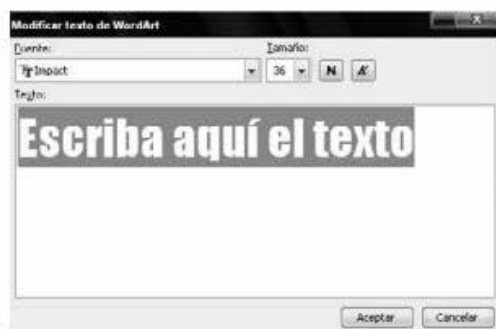 Modificar texto de WordArt
Fuente:
Tamaño:
Impact
36
N
K
Texto:
Escriba aquí el texto
Aceptar
Cancelar